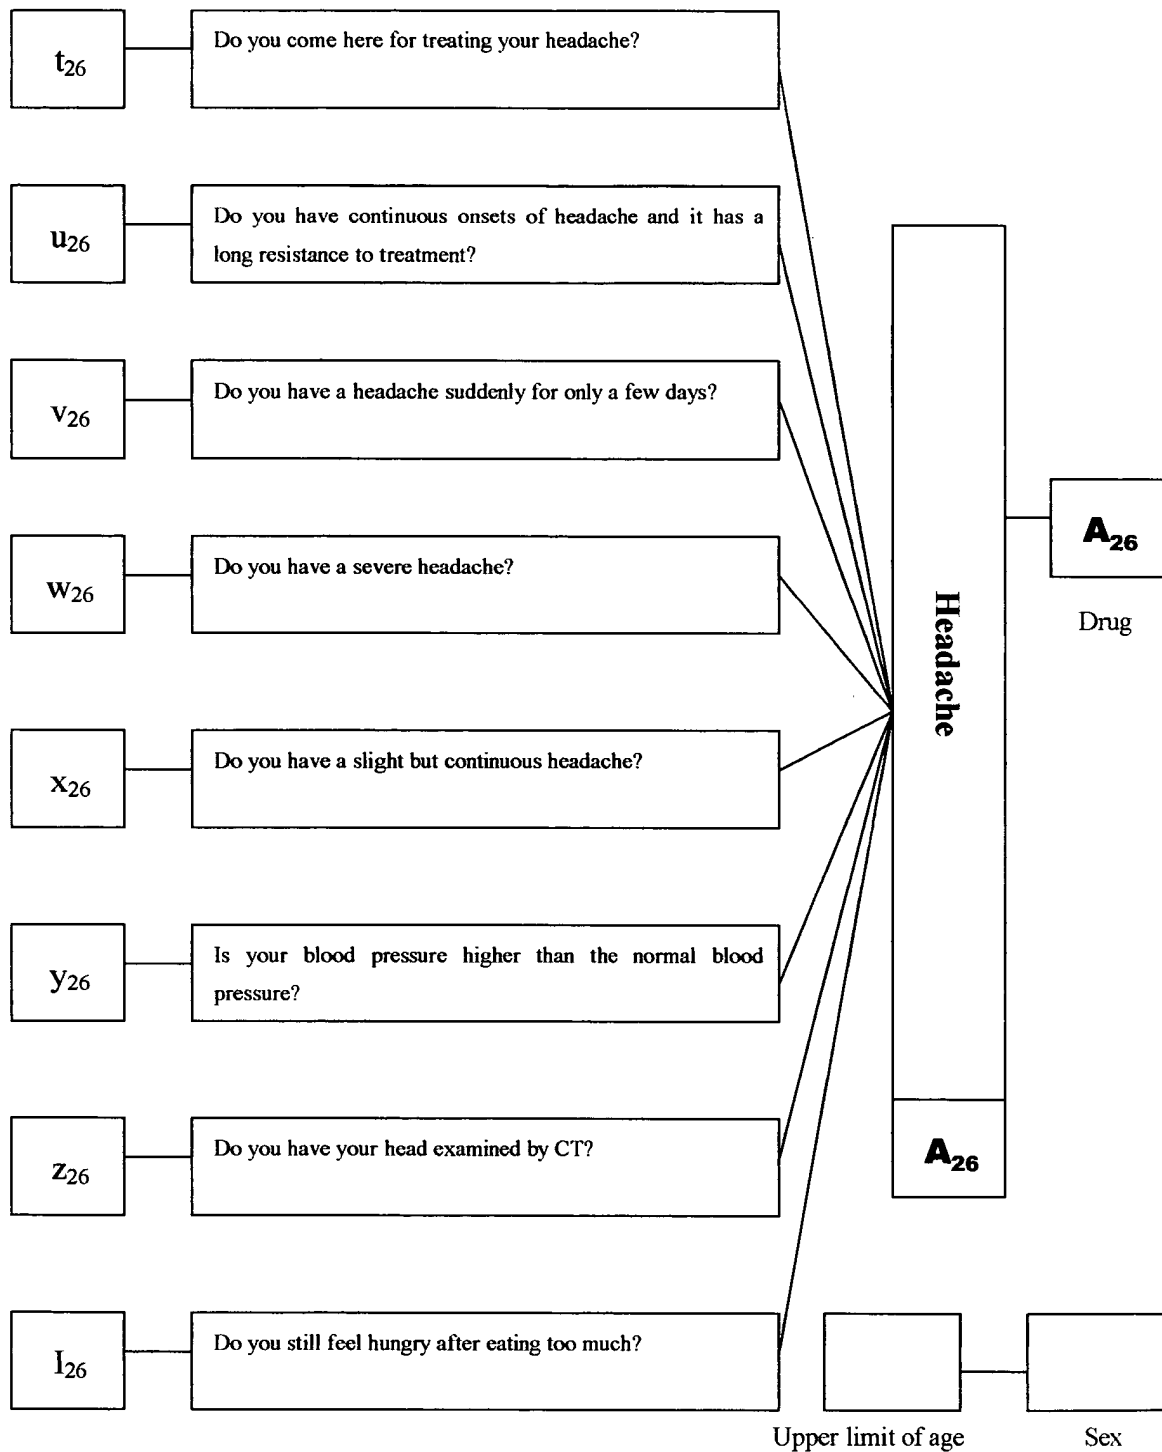 t26
Do you come here for treating your headache?
u26
Do you have continuous onsets of headache and it has a
long resistance to treatment?
v26
Do you have a headache suddenly for only a few days?
w26
Do you have a severe headache?
x26
Do you have a slight but continuous headache?
y26
Is your blood pressure higher than the normal blood
pressure?
z26
Do you have your head examined by CT?
I26
Do you still feel hungry after eating too much?
Headache
A26
A26
Drug
Upper limit of age
Sex